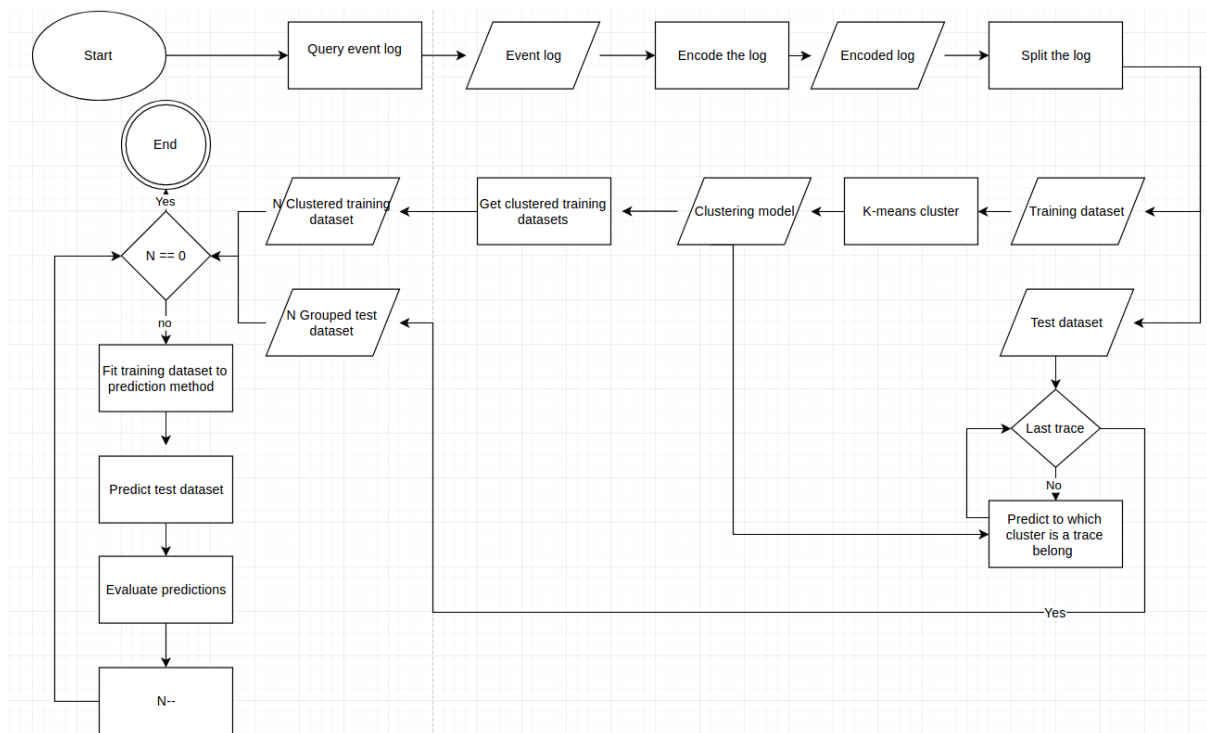 Start
Query event log
Event log
Encode the log
Encoded log
Split the log
End
Yes
N Clustered training
dataset
Get clustered training
datasets
Clustering model
K-means cluster
Training dataset
N == 0
N Grouped test
dataset
Test dataset
no
Fit training dataset to
prediction method
Last trace
No
Predict test dataset
Predict to which
cluster is a trace
belong
Evaluate predictions
Yes
N--